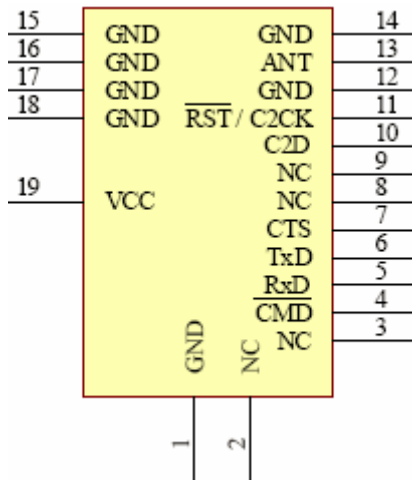 15 GND GND 14
16 GND ANT 13
17 GND GND 12
18 GND RST / C2CK 11
C2D 10
NC 9
19 VCC NC 8
CTS 7
TxD 6
RxD 5
CMD 4
NC 3
GND NC
1 2